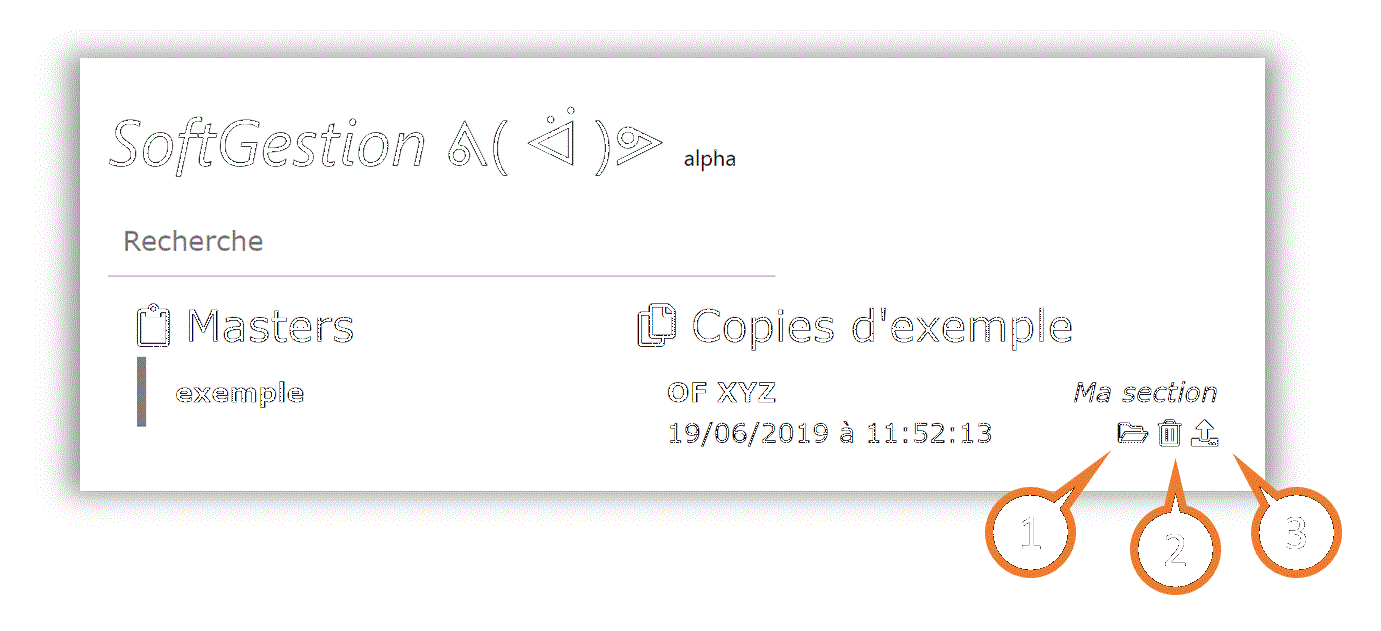 SoftGestion ᕕ( ᐛ )ᕗ alpha
Recherche
Masters
Copies d'exemple
exemple
OF XYZ
Ma section
19/06/2019 à 11:52:13
1
2
3